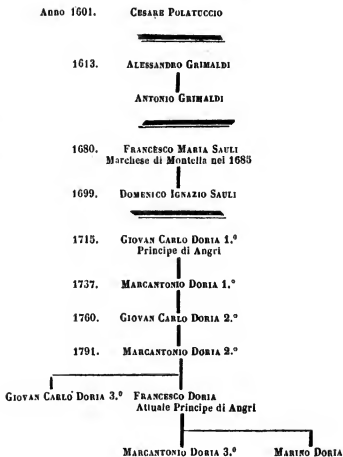 Anno 1601. CESARE POLATUCCIO
1613. ALESSANDRO GRIMALDI
ANTONIO GRIMALDI
1680. FRANCESCO MARIA SAULI
Marchese di Montella nel 1685
1699. DOMENICO IGNAZIO SAULI
1715. GIOVAN CARLO DORIA 1.º
Principe di Angri
1737. MARCANTONIO DORIA 1.º
1760. GIOVAN CARLO DORIA 2.º
1791. MARCANTONIO DORIA 2.º
GIOVAN CARLO DORIA 3.º FRANCESCO DORIA
Attuale Principe di Angri
MARCANTONIO DORIA 3.º MARINO DORIA